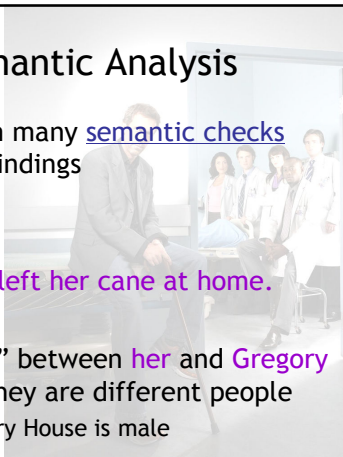 mantic Analysis
many semantic checks
indings
left her cane at home.
” between her and Gregory
hey are different people
ry House is male